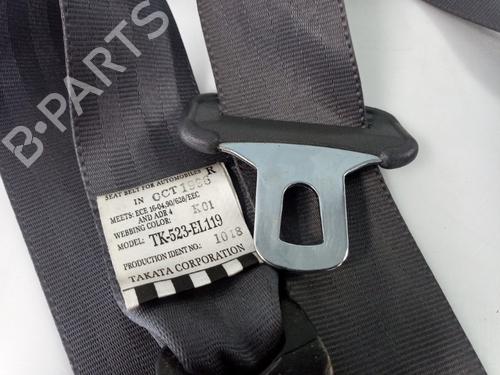 B-PARTS
SEAT BELT FOR AUTOMOBILES R
IN OCT 1996
MEETS: ECE 16-04,90/628/EEC
AND ADR 4
WEBBING COLOR: K01
MODEL: TK-523-EL119
PRODUCTION IDENT NO.: 1018
TAKATA CORPORATION